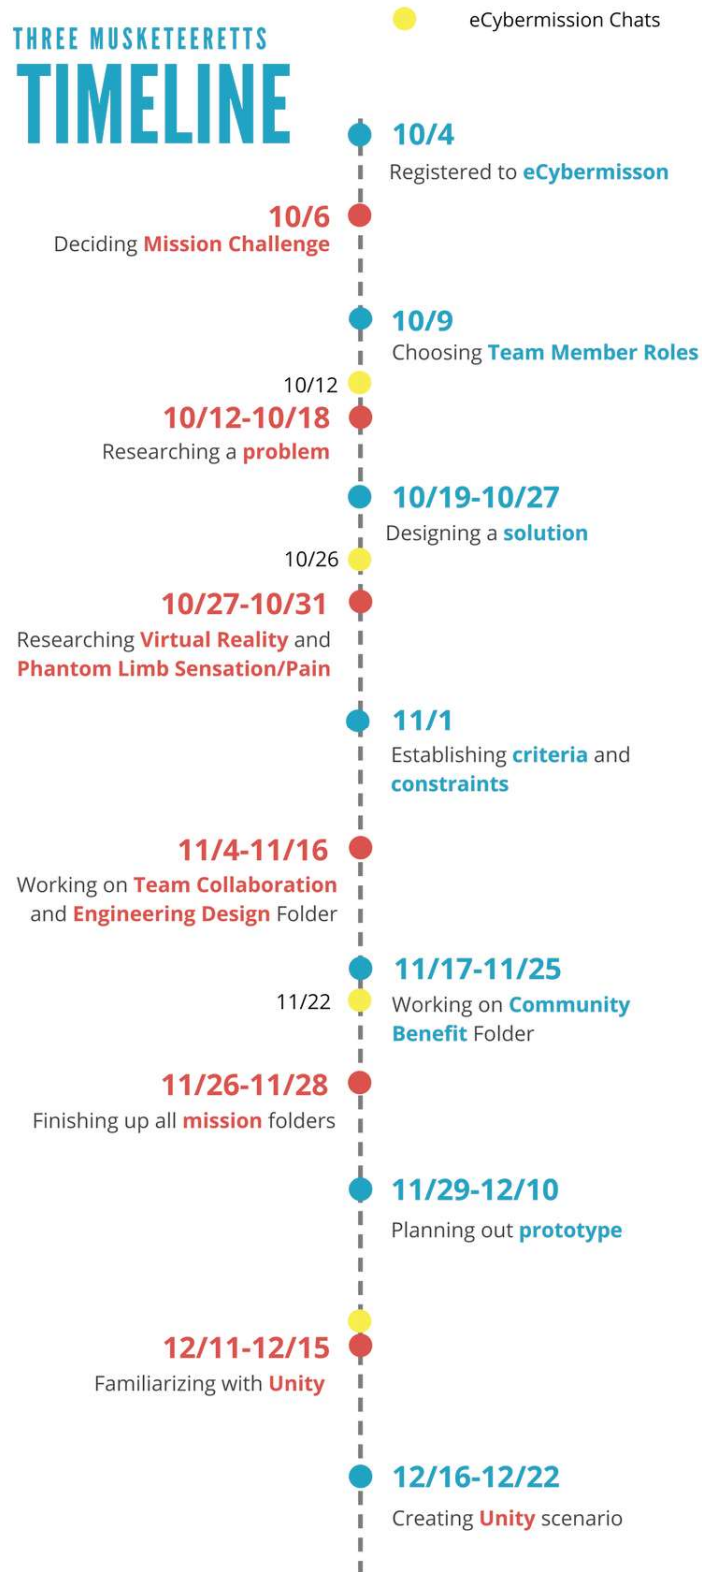 eCybermission Chats
THREE MUSKETEERETTS
TIMELINE
10/4
Registered to eCybermisson
10/6
Deciding Mission Challenge
10/9
Choosing Team Member Roles
10/12
10/12-10/18
Researching a problem
10/19-10/27
Designing a solution
10/26
10/27-10/31
Researching Virtual Reality and
Phantom Limb Sensation/Pain
11/1
Establishing criteria and
constraints
11/4-11/16
Working on Team Collaboration
and Engineering Design Folder
11/17-11/25
11/22
Working on Community
Benefit Folder
11/26-11/28
Finishing up all mission folders
11/29-12/10
Planning out prototype
12/11-12/15
Familiarizing with Unity
12/16-12/22
Creating Unity scenario